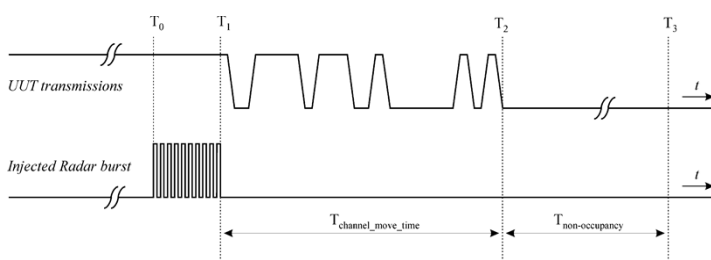 T0 T1 T2 T3
UUT transmissions
t
Injected Radar burst
t
Tchannel_move_time Tnon-occupancy